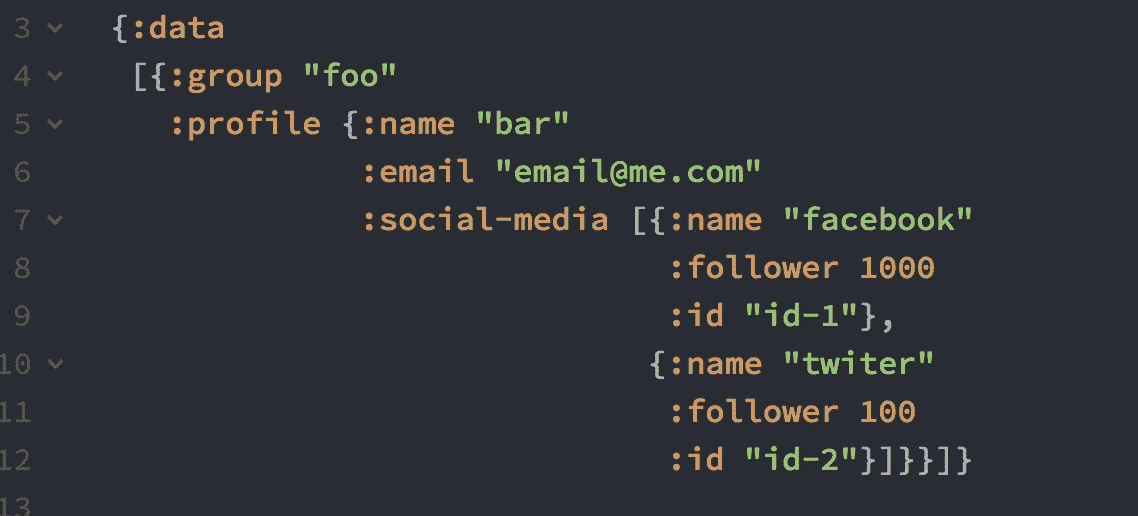 3 {:data
4 [{:group "foo"
5 :profile {:name "bar"
6 :email "email@me.com"
7 :social-media [{:name "facebook"
8 :follower 1000
9 :id "id-1"},
10 {:name "twiter"
11 :follower 100
12 :id "id-2"}]}}]}
13